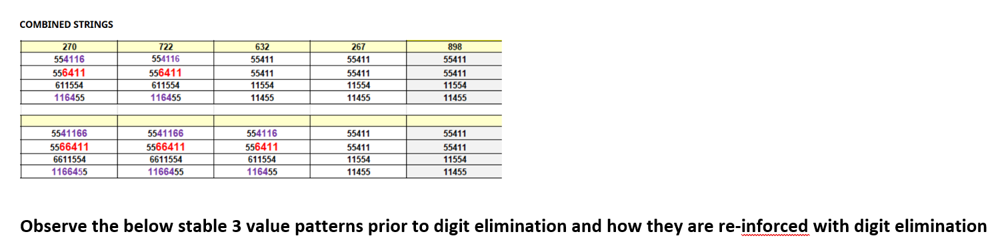 COMBINED STRINGS
270 722 632 267 898
554116 554116 55411 55411 55411
556411 556411 55411 55411 55411
611554 611554 11554 11554 11554
116455 116455 11455 11455 11455
5541166 5541166 554116 55411 55411
5566411 5566411 556411 55411 55411
6611554 6611554 611554 11554 11554
1166455 1166455 116455 11455 11455
Observe the below stable 3 value patterns prior to digit elimination and how they are re-inforced with digit elimination